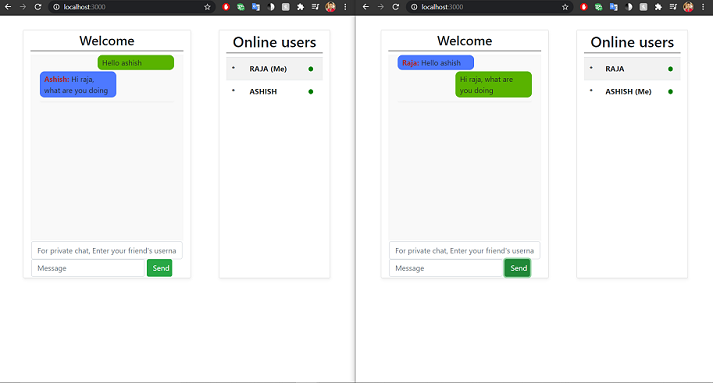 localhost:3000
Welcome
Hello ashish
Ashish: Hi raja,
what are you doing
For private chat, Enter your friend's userna
Message
Send
Online users
RAJA (Me)
ASHISH
localhost:3000
Welcome
Raja: Hello ashish
Hi raja, what are
you doing
For private chat, Enter your friend's userna
Message
Send
Online users
RAJA
ASHISH (Me)